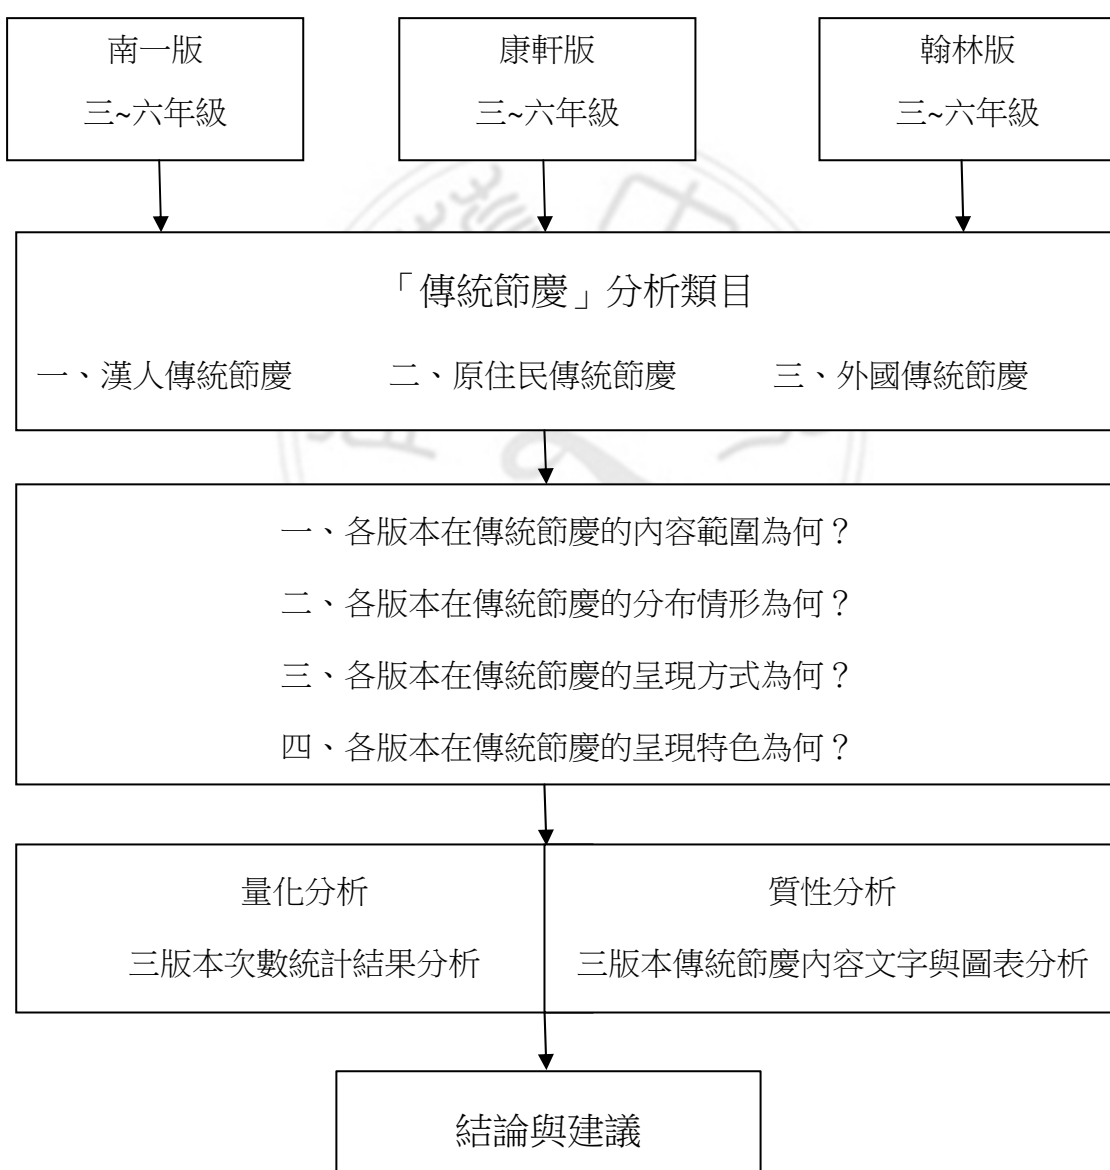 南一版
三~六年級
康軒版
三~六年級
翰林版
三~六年級
「傳統節慶」分析類目
一、漢人傳統節慶 二、原住民傳統節慶 三、外國傳統節慶
一、各版本在傳統節慶的內容範圍為何？
二、各版本在傳統節慶的分布情形為何？
三、各版本在傳統節慶的呈現方式為何？
四、各版本在傳統節慶的呈現特色為何？
量化分析
三版本次數統計結果分析
質性分析
三版本傳統節慶內容文字與圖表分析
結論與建議